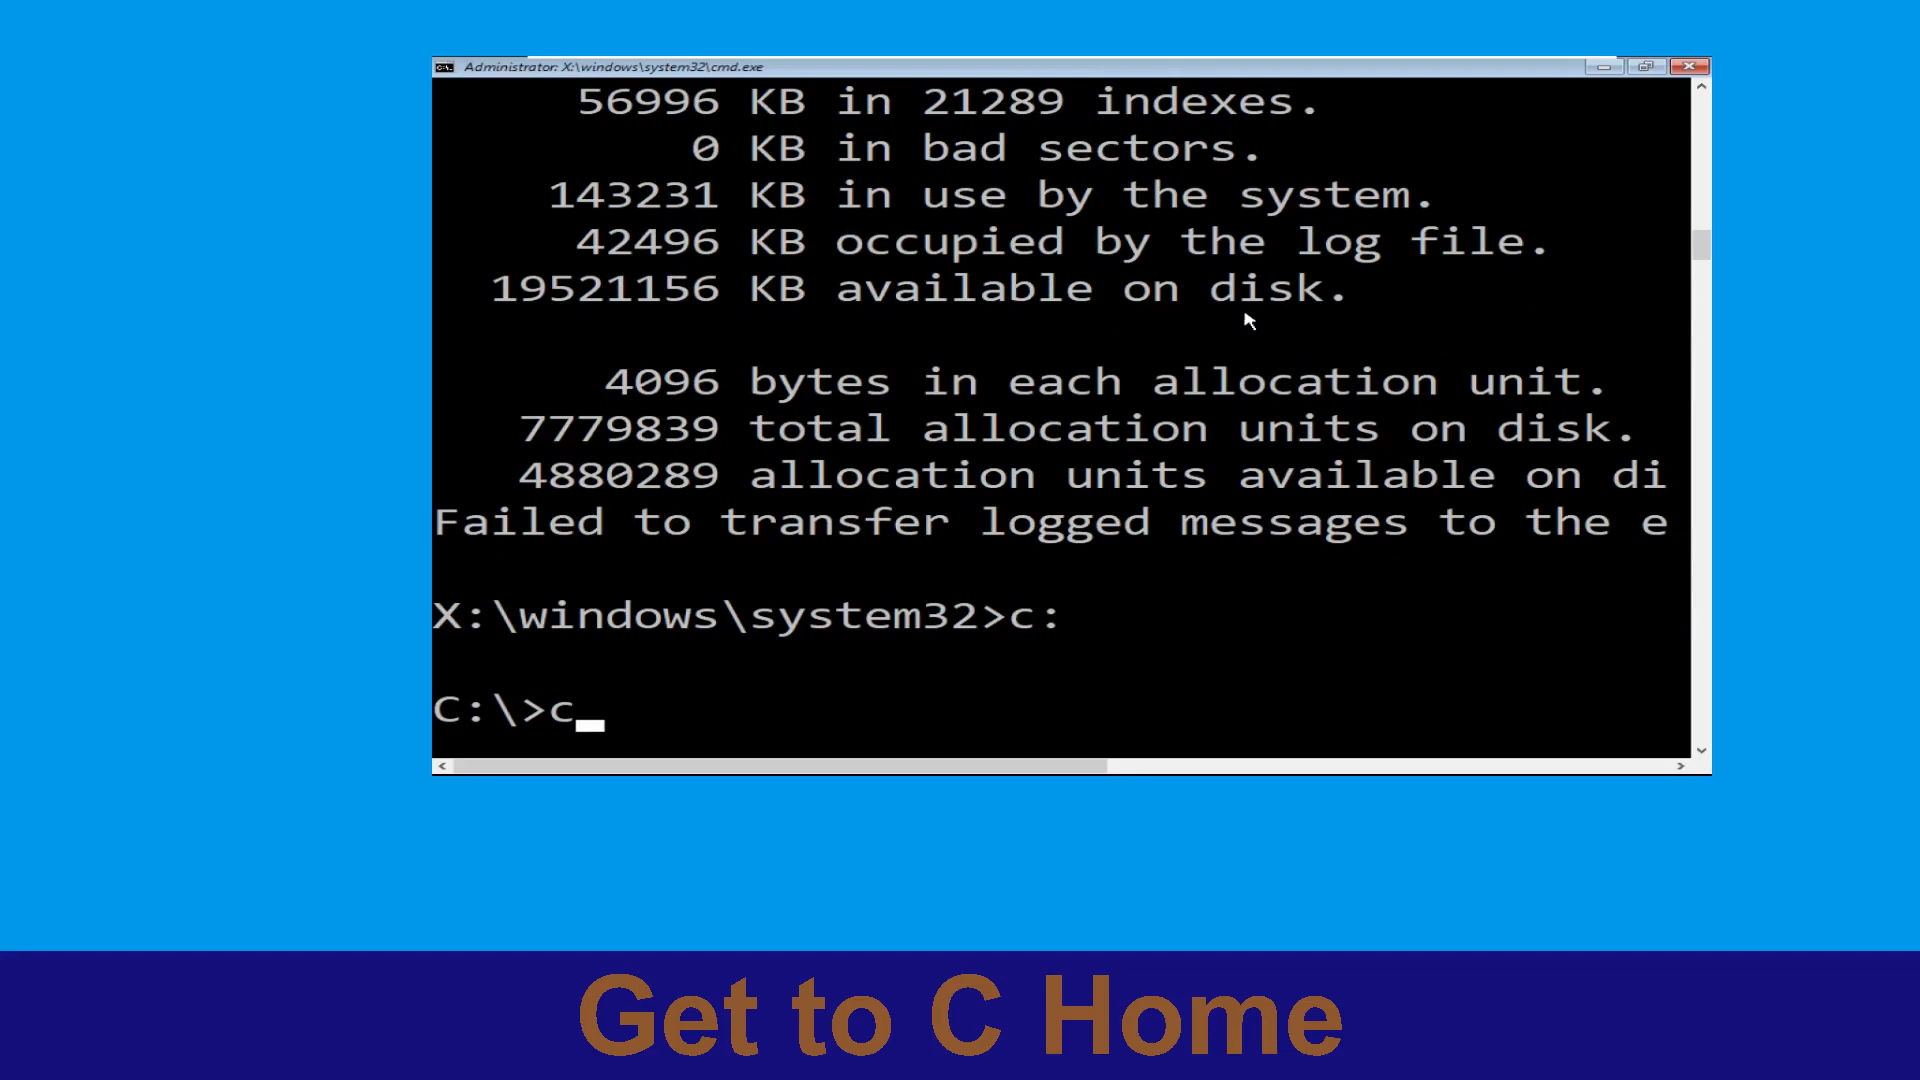 Administrator: X:\windows\system32\cmd.exe
56996 KB in 21289 indexes.
0 KB in bad sectors.
143231 KB in use by the system.
42496 KB occupied by the log file.
19521156 KB available on disk.
4096 bytes in each allocation unit.
7779839 total allocation units on disk.
4880289 allocation units available on di
Failed to transfer logged messages to the e
X:\windows\system32>c:
C:\>c_
Get to C Home